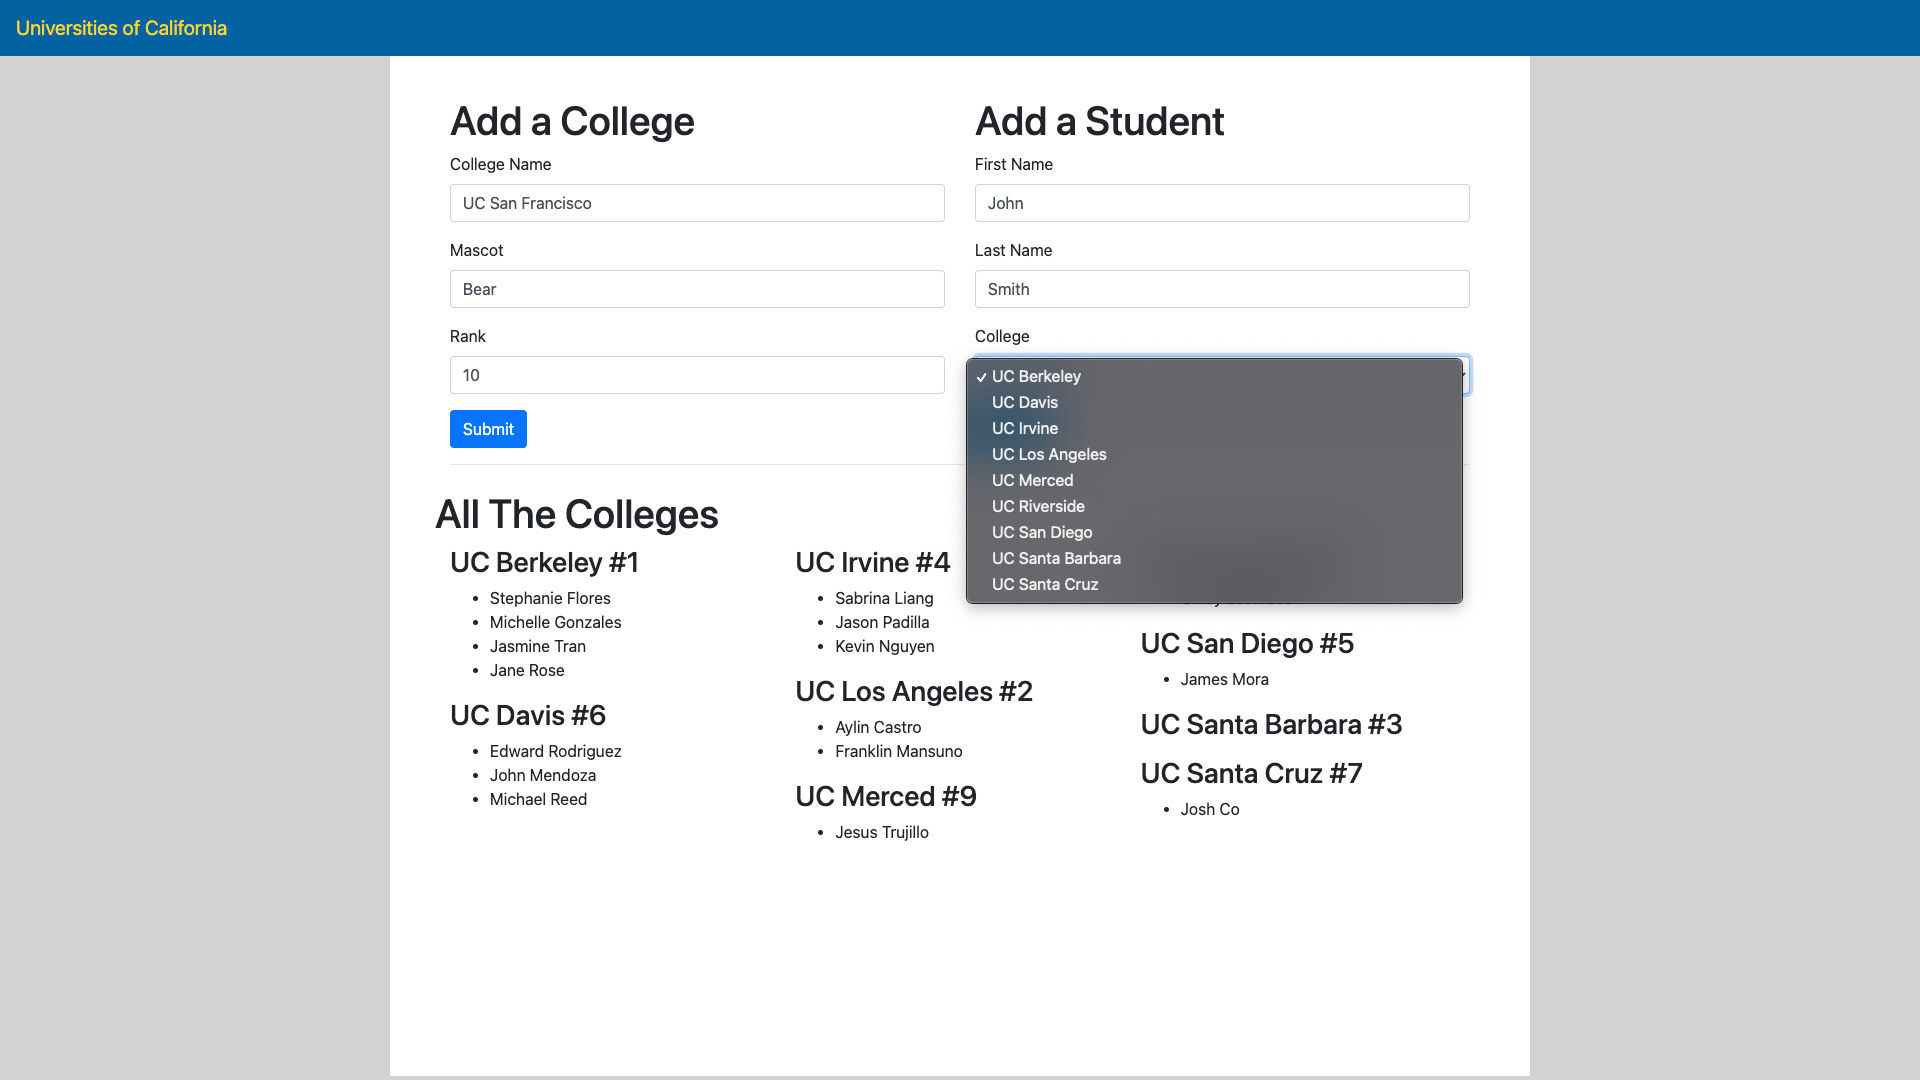 Universities of California
Add a College
College Name
UC San Francisco
Mascot
Bear
Rank
10
Submit
Add a Student
First Name
John
Last Name
Smith
College
✓ UC Berkeley
UC Davis
UC Irvine
UC Los Angeles
UC Merced
UC Riverside
UC San Diego
UC Santa Barbara
UC Santa Cruz
All The Colleges
UC Berkeley #1
• Stephanie Flores
• Michelle Gonzales
• Jasmine Tran
• Jane Rose
UC Davis #6
• Edward Rodriguez
• John Mendoza
• Michael Reed
UC Irvine #4
• Sabrina Liang
• Jason Padilla
• Kevin Nguyen
UC Los Angeles #2
• Aylin Castro
• Franklin Mansuno
UC Merced #9
• Jesus Trujillo
UC San Diego #5
• James Mora
UC Santa Barbara #3
UC Santa Cruz #7
• Josh Co